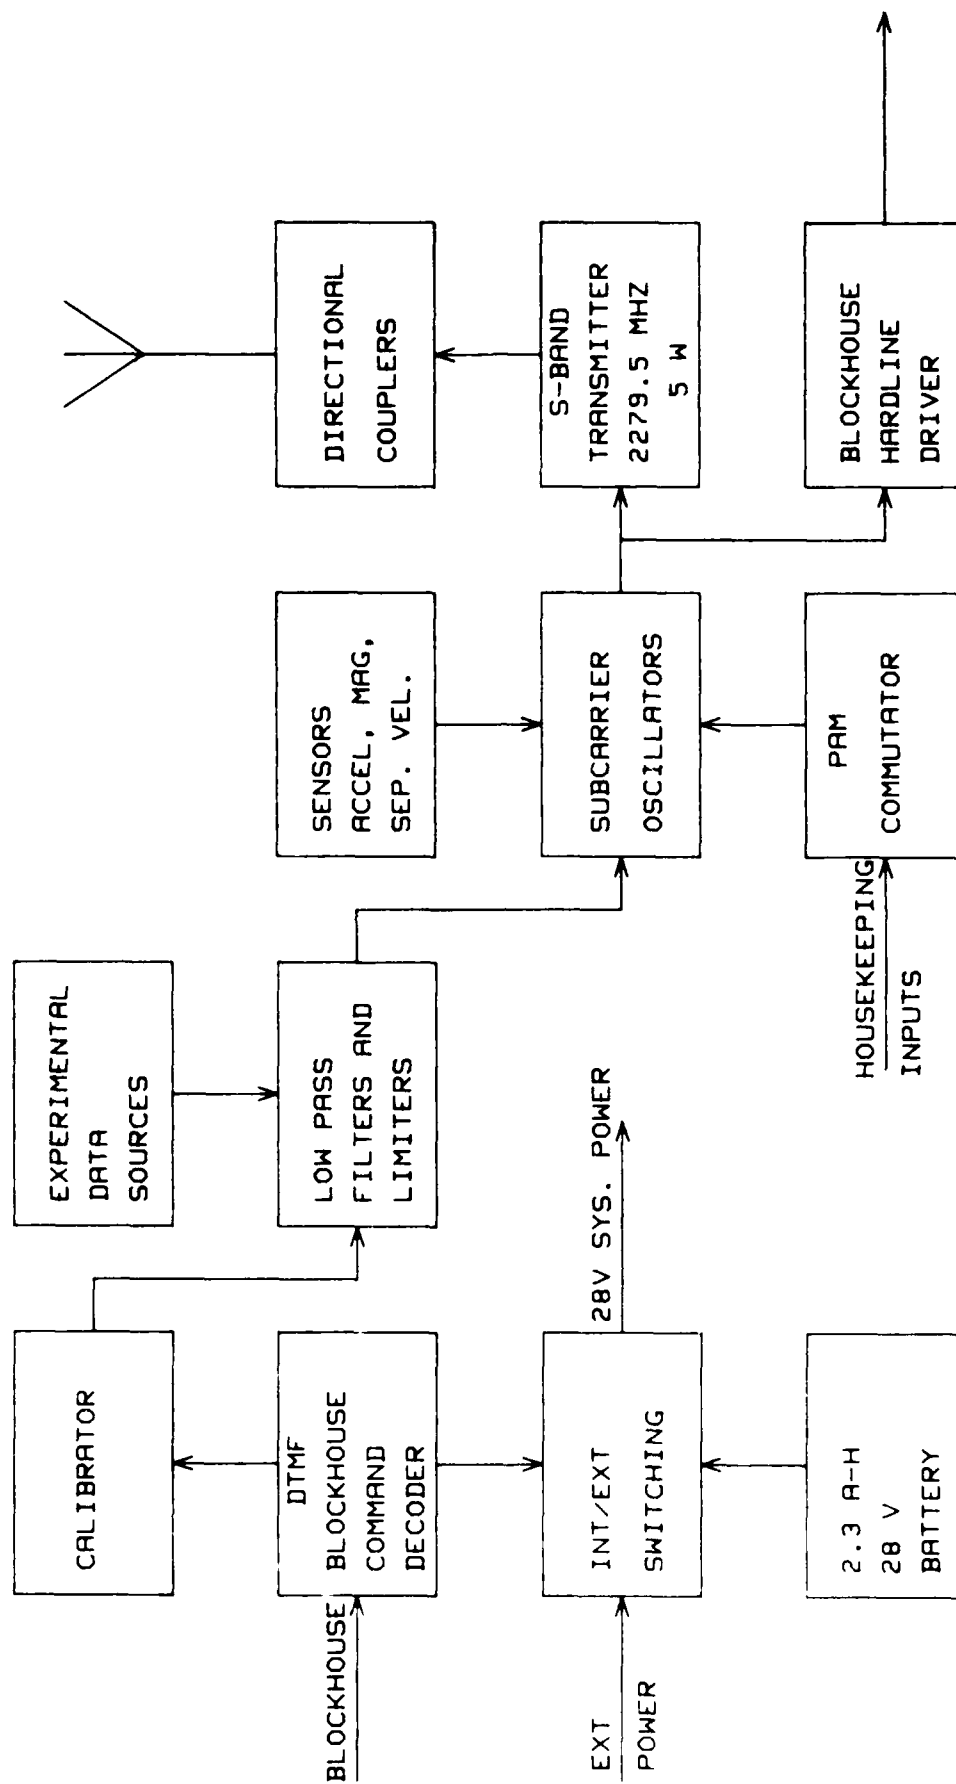 CALIBRATOR
EXPERIMENTAL
DATA
SOURCES
BLOCKHOUSE
DTMF
BLOCKHOUSE
COMMAND
DECODER
LOW PASS
FILTERS AND
LIMITERS
SENSORS
ACCEL, MAG,
SEP. VEL.
DIRECTIONAL
COUPLERS
EXT
POWER
INT/EXT
SWITCHING
28V SYS. POWER
SUBCARRIER
OSCILLATORS
S-BAND
TRANSMITTER
2279.5 MHZ
5 W
2.3 A-H
28 V
BATTERY
HOUSEKEEPING
INPUTS
PAM
COMMUTATOR
BLOCKHOUSE
HARDLINE
DRIVER